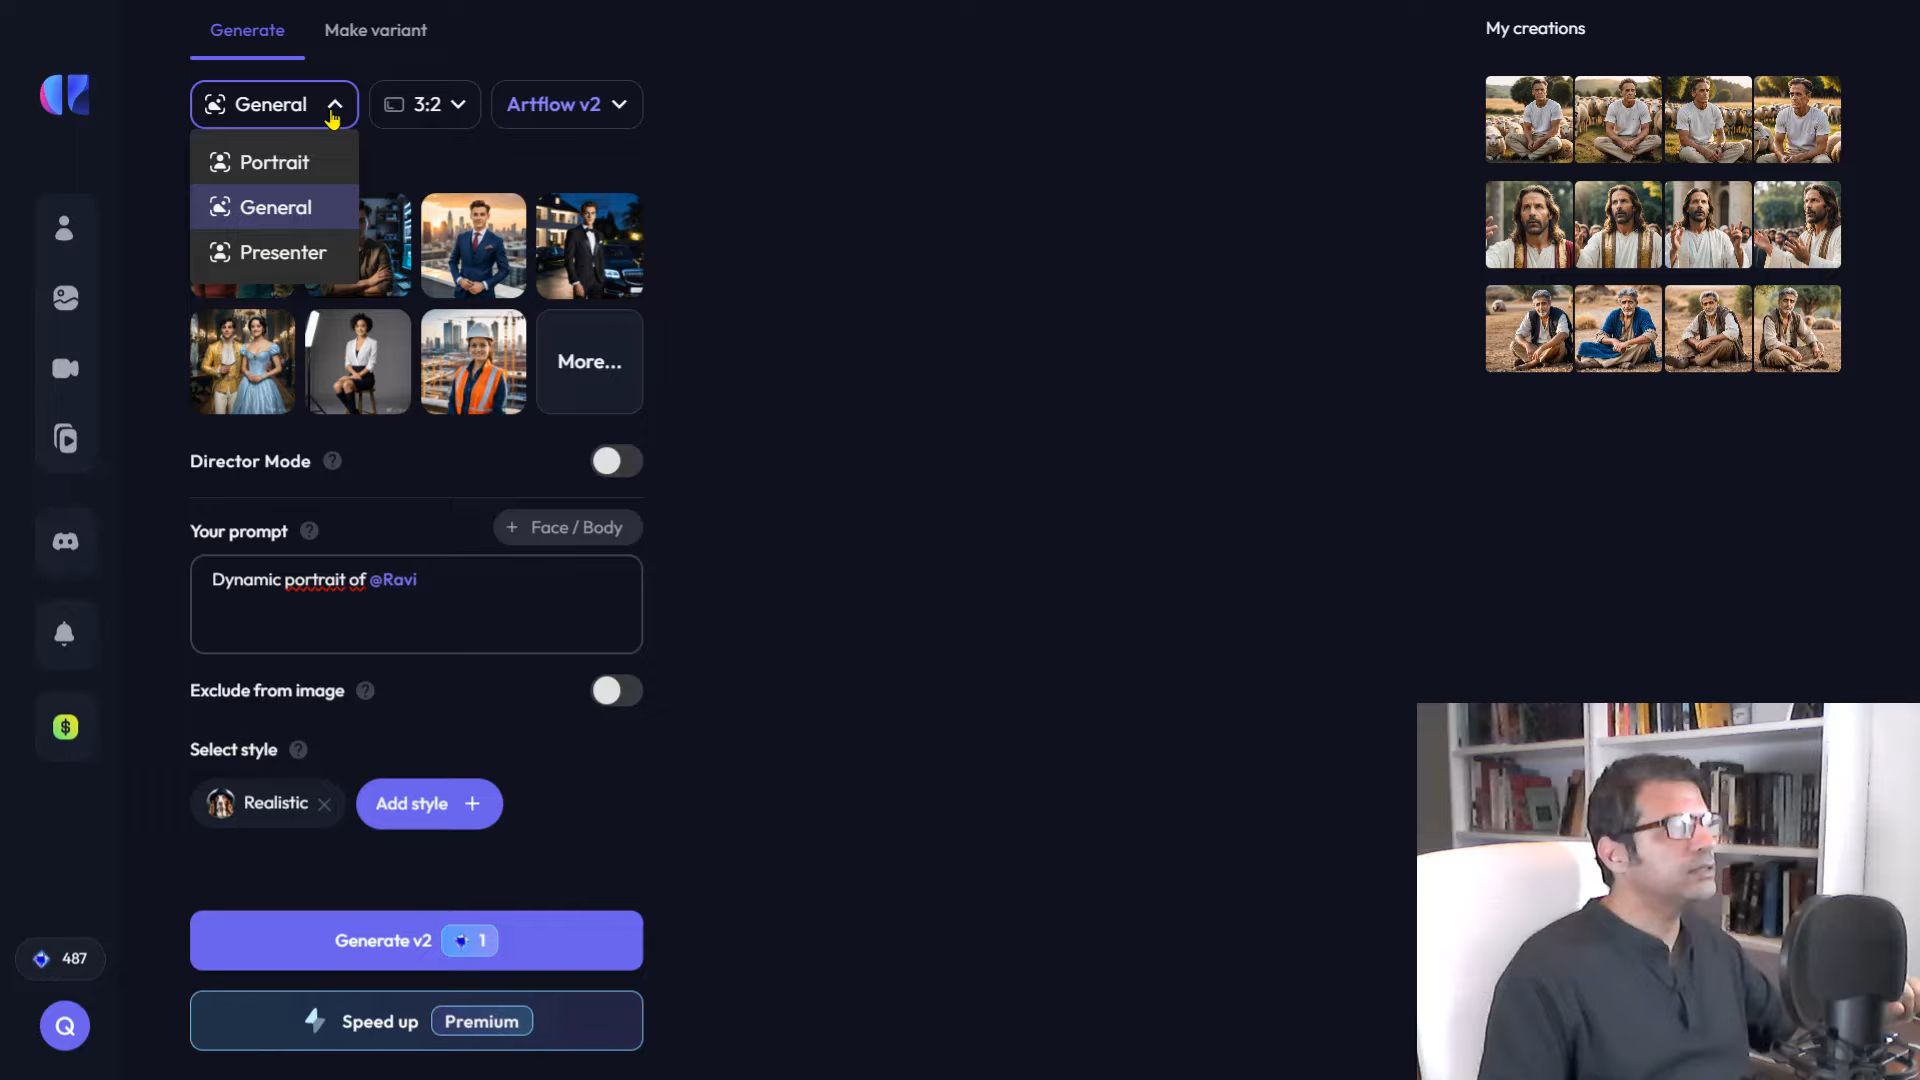 Generate Make variant
My creations
General 3:2 Artflow v2
Portrait
General
Presenter
More...
Director Mode ?
Your prompt ? + Face / Body
Dynamic portrait of @Ravi
Exclude from image ?
Select style ?
Realistic Add style +
Generate v2 1
487
Speed up Premium
Q